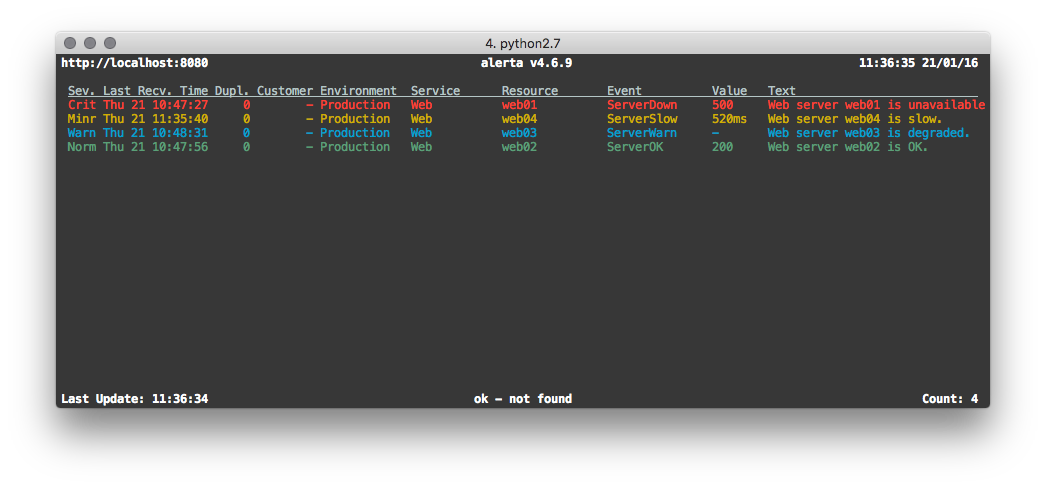 4. python2.7
http://localhost:8080 alerta v4.6.9 11:36:35 21/01/16
Sev. Last Recv. Time Dupl. Customer Environment Service Resource Event Value Text
Crit Thu 21 10:47:27 0 - Production Web web01 ServerDown 500 Web server web01 is unavailable
Minr Thu 21 11:35:40 0 - Production Web web04 ServerSlow 520ms Web server web04 is slow.
Warn Thu 21 10:48:31 0 - Production Web web03 ServerWarn - Web server web03 is degraded.
Norm Thu 21 10:47:56 0 - Production Web web02 ServerOK 200 Web server web02 is OK.
Last Update: 11:36:34 ok - not found Count: 4